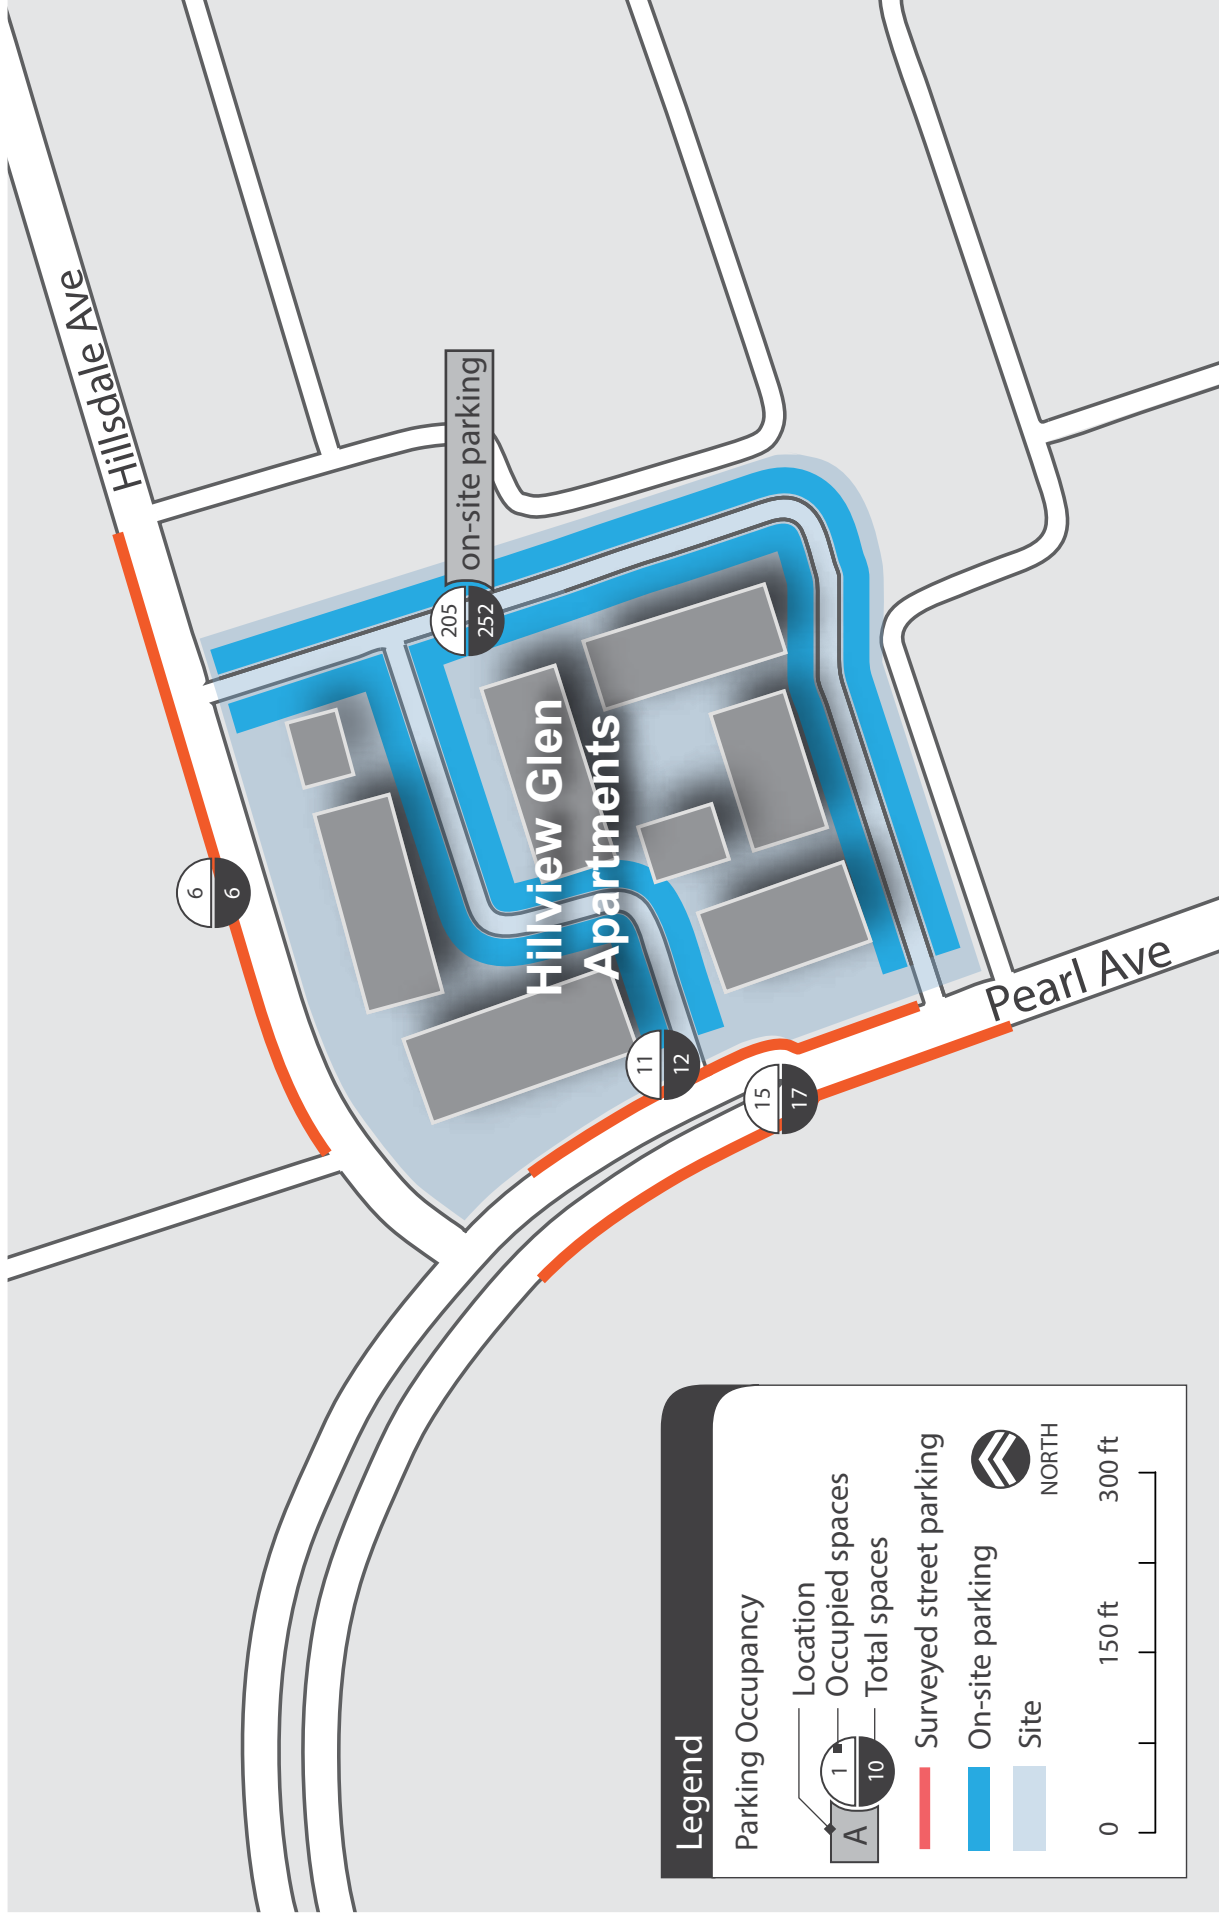 Hillsdale Ave
on-site parking
205
252
6
6
Hillview Glen
Apartments
11
12
15
17
Pearl Ave
Legend
Parking Occupancy
Location
Occupied spaces
Total spaces
A
1
10
Surveyed street parking
On-site parking
Site
NORTH
0
150 ft
300 ft